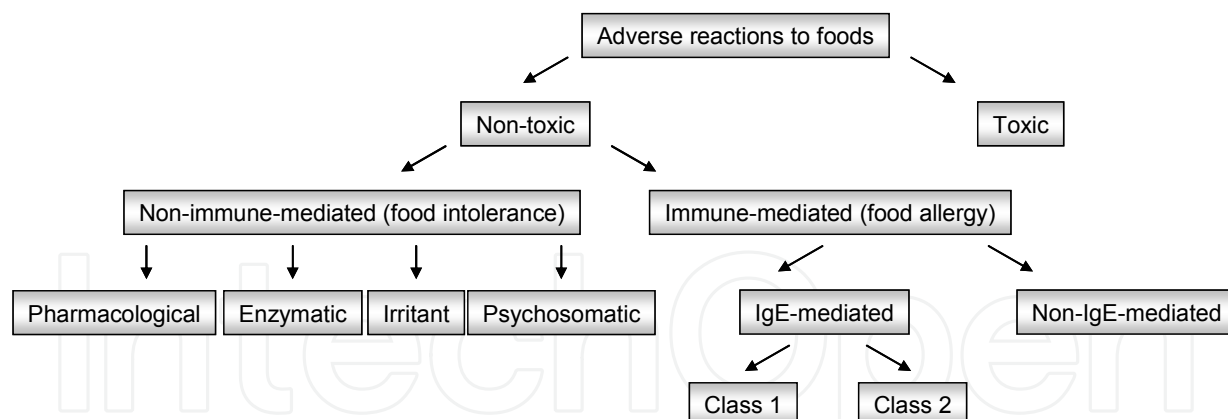 Adverse reactions to foods
Non-toxic
Toxic
Non-immune-mediated (food intolerance)
Immune-mediated (food allergy)
Pharmacological
Enzymatic
Irritant
Psychosomatic
IgE-mediated
Non-IgE-mediated
Class 1
Class 2
IntechOpen